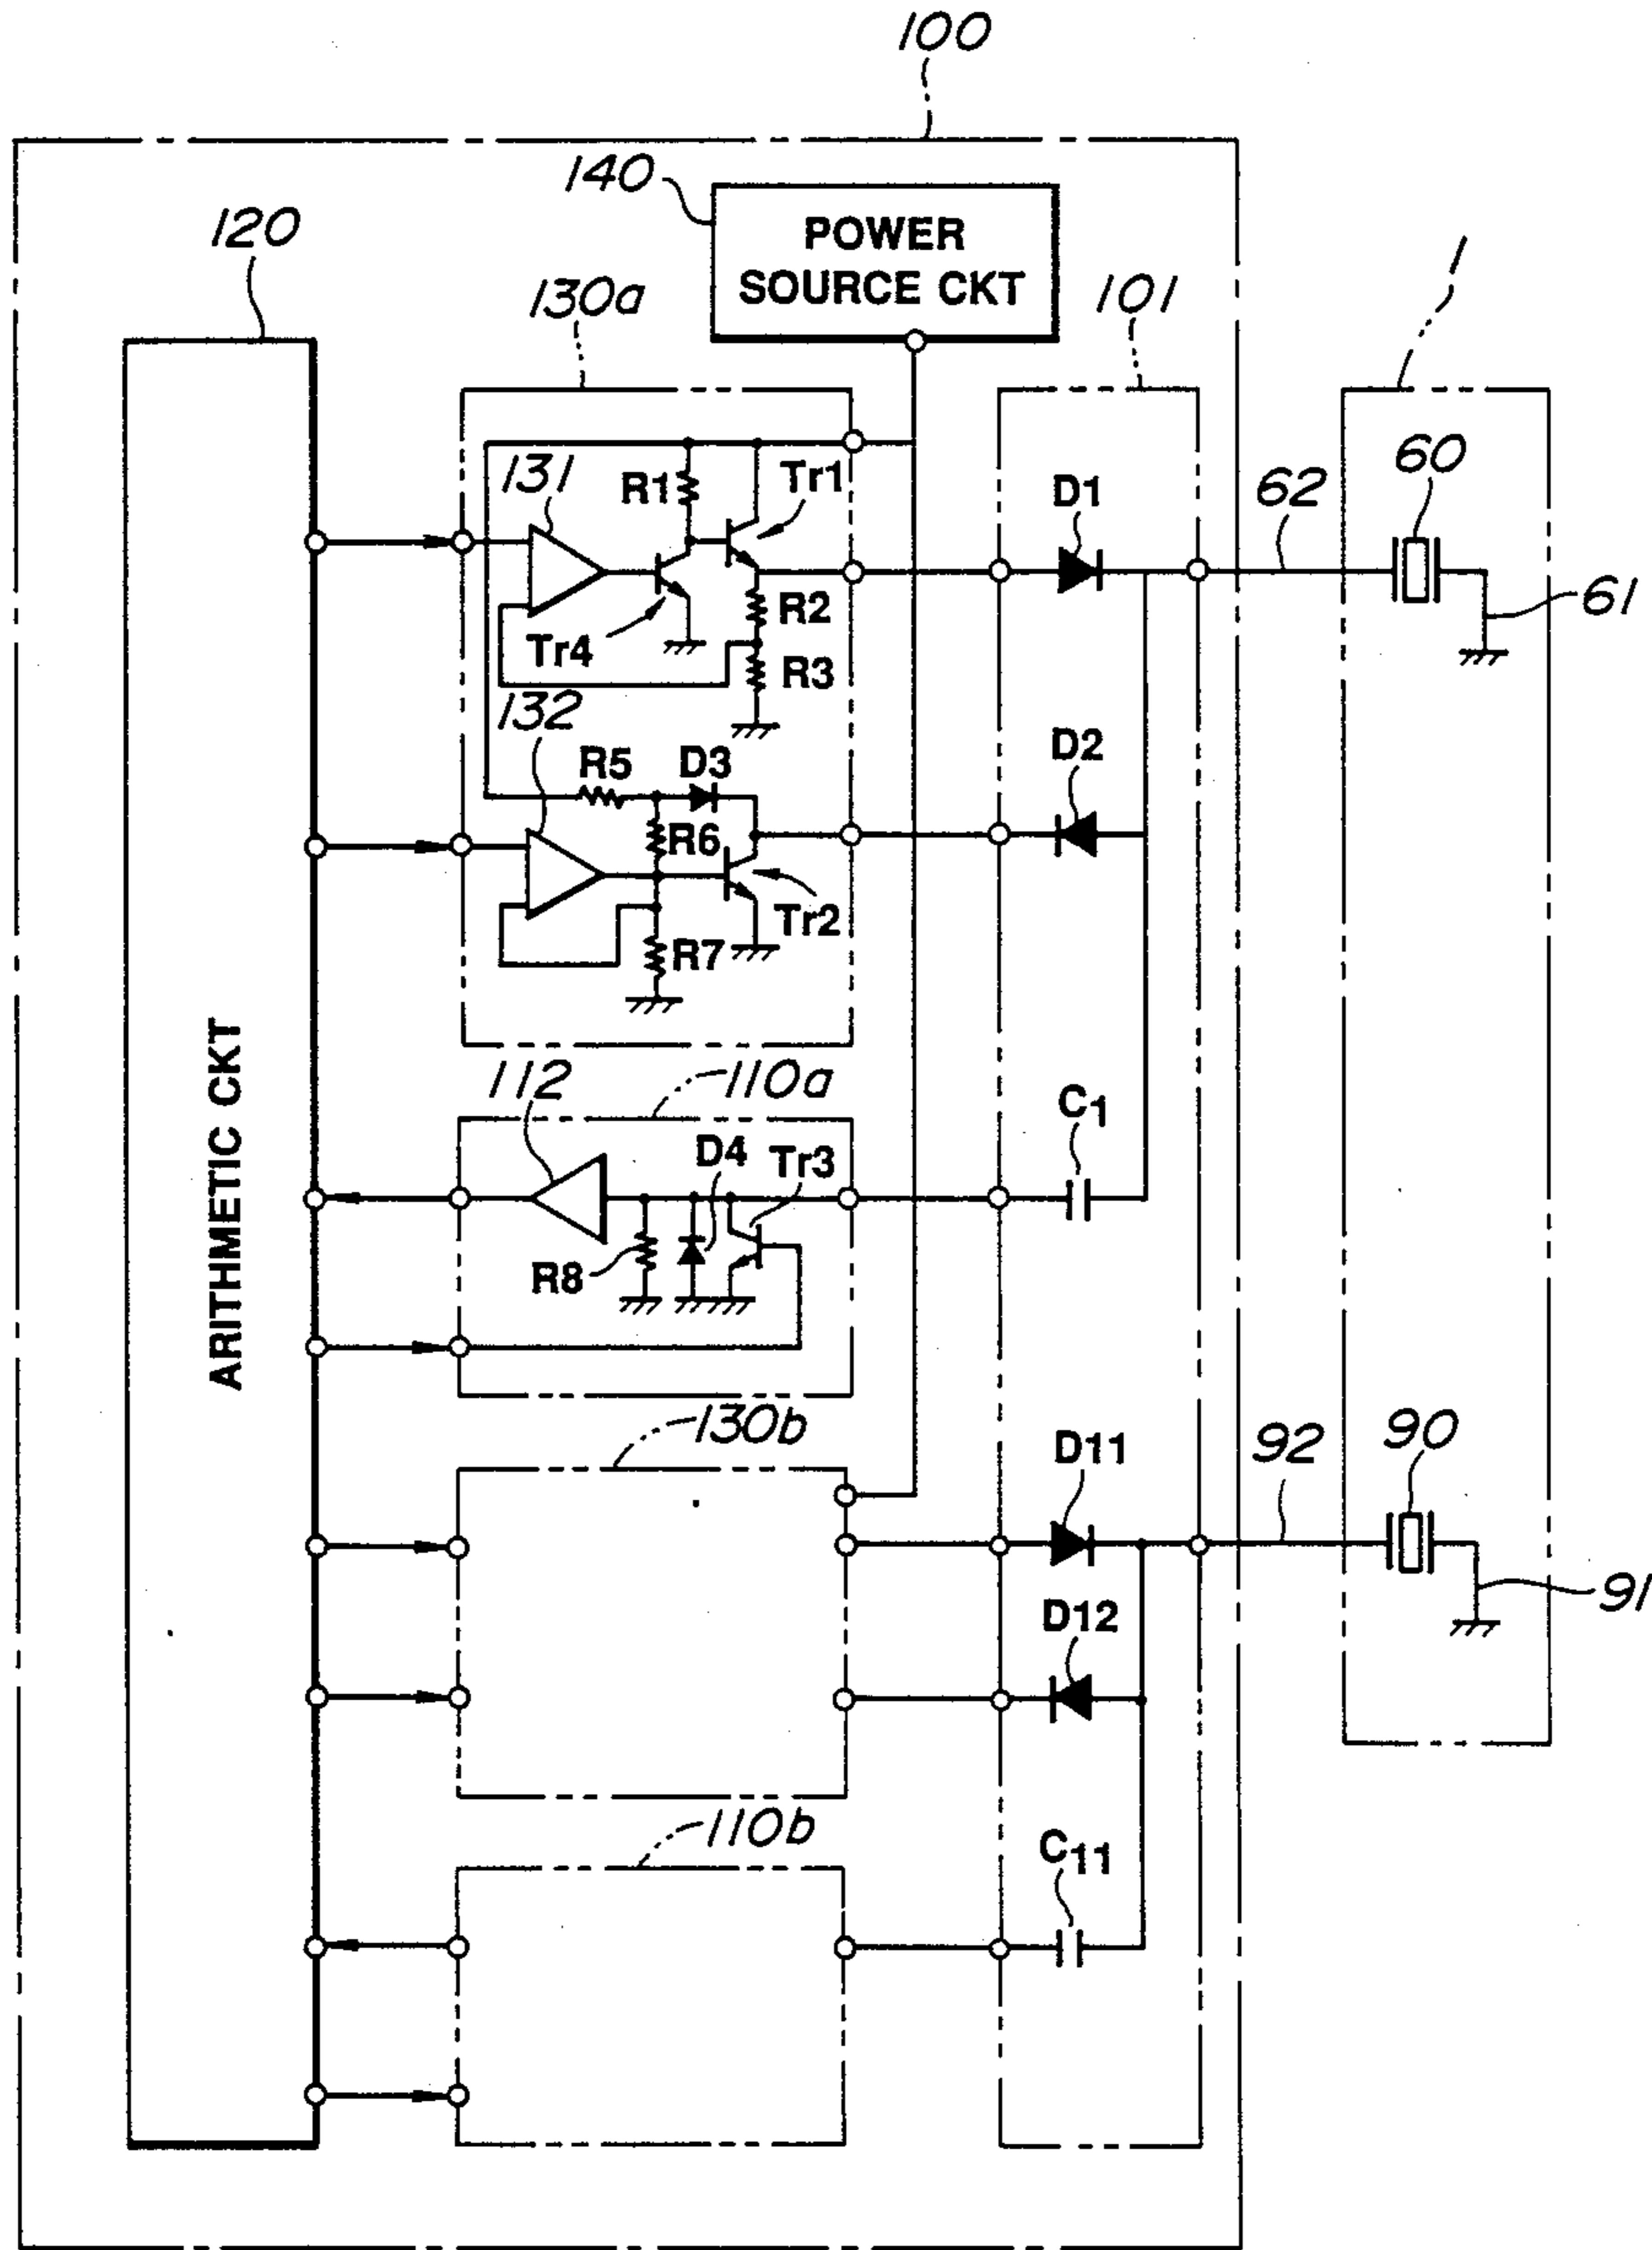 100
140
POWER
SOURCE CKT
120
130a
101
1
131
R1
Tr1
D1
62
60
61
R2
Tr4
R3
132
D2
R5
D3
R6
Tr2
R7
ARITHMETIC CKT
112
110a
C1
D4
Tr3
R8
130b
D11
92
90
91
D12
110b
C11